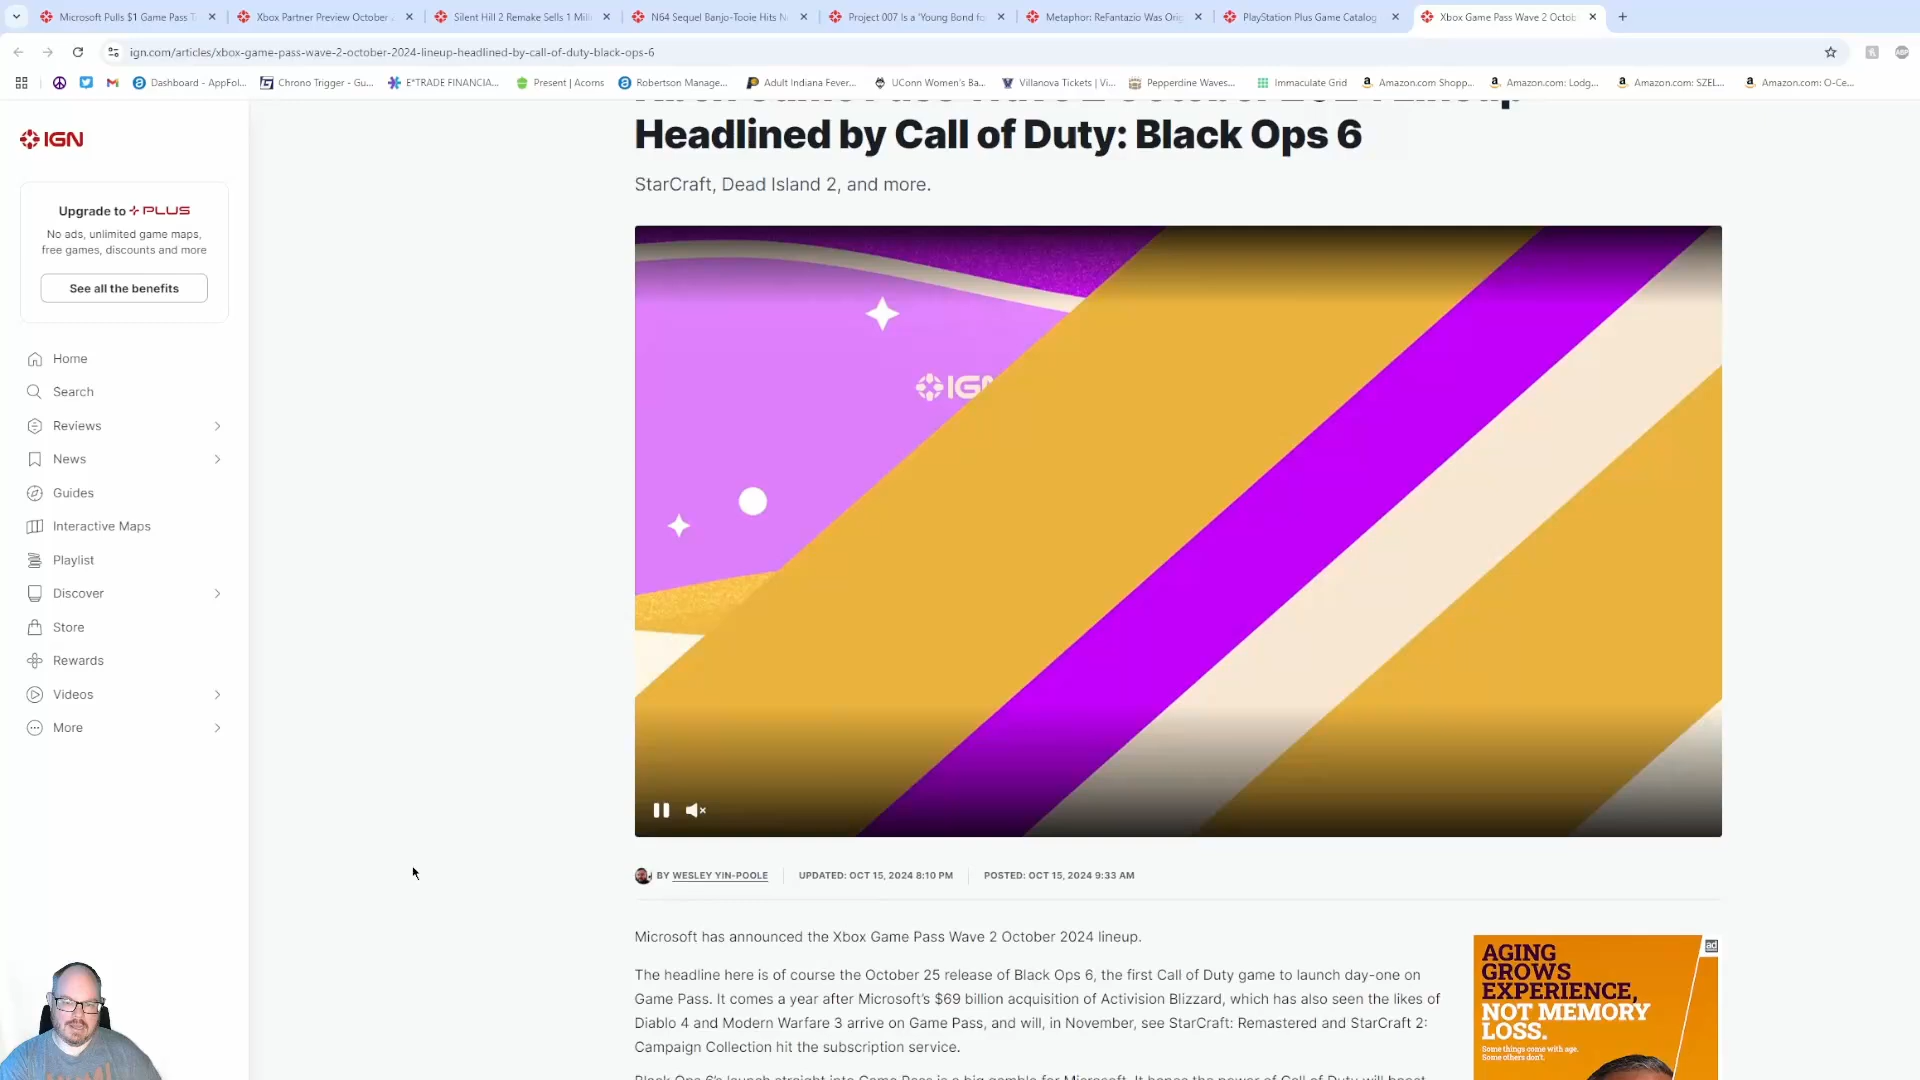 Microsoft Pulls $1 Game Pass T
Xbox Partner Preview October
Silent Hill 2 Remake Sells 1 Mill
N64 Sequel Banjo-Tooie Hits N
Project 007 Is a 'Young Bond fo
Metaphor: ReFantazio Was Orig
PlayStation Plus Game Catalog
Xbox Game Pass Wave 2 Octob
ign.com/articles/xbox-game-pass-wave-2-october-2024-lineup-headlined-by-call-of-duty-black-ops-6
Dashboard - AppFol...
Chrono Trigger - Gu...
E*TRADE FINANCIA...
Present | Acorns
Robertson Manage...
Adult Indiana Fever...
UConn Women's Ba...
Villanova Tickets | Vi...
Pepperdine Waves...
Immaculate Grid
Amazon.com Shopp...
Amazon.com: Lodg...
Amazon.com: SZEL...
Amazon.com: O-Ce...
IGN
Upgrade to PLUS
No ads, unlimited game maps,
free games, discounts and more
See all the benefits
Home
Search
Reviews
News
Guides
Interactive Maps
Playlist
Discover
Store
Rewards
Videos
More
Headlined by Call of Duty: Black Ops 6
StarCraft, Dead Island 2, and more.
BY WESLEY YIN-POOLE
UPDATED: OCT 15, 2024 8:10 PM
POSTED: OCT 15, 2024 9:33 AM
Microsoft has announced the Xbox Game Pass Wave 2 October 2024 lineup.
The headline here is of course the October 25 release of Black Ops 6, the first Call of Duty game to launch day-one on
Game Pass. It comes a year after Microsoft's $69 billion acquisition of Activision Blizzard, which has also seen the likes of
Diablo 4 and Modern Warfare 3 arrive on Game Pass, and will, in November, see StarCraft: Remastered and StarCraft 2:
Campaign Collection hit the subscription service.
ad
AGING
GROWS
EXPERIENCE,
NOT MEMORY
LOSS.
Some things come with age.
Some others don't.